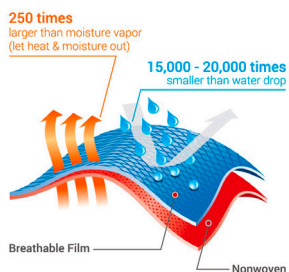 250 times
larger than moisture vapor
(let heat & moisture out)
15,000 - 20,000 times
smaller than water drop
Breathable Film
Nonwoven